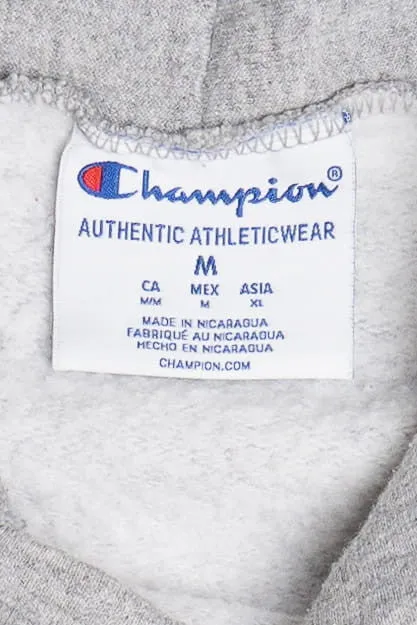 Champion®
AUTHENTIC ATHLETICWEAR
M
CA MEX ASIA
M/M M XL
MADE IN NICARAGUA
FABRIQUÉ AU NICARAGUA
HECHO EN NICARAGUA
CHAMPION.COM